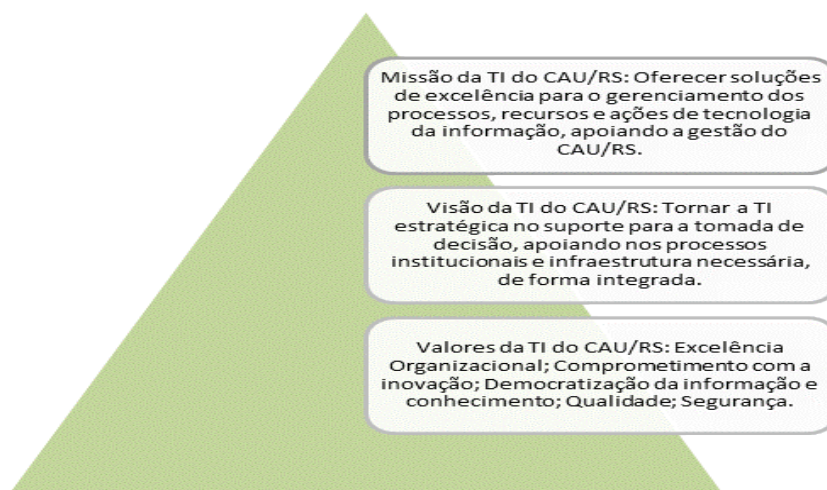 Missão da TI do CAU/RS: Oferecer soluções
de excelência para o gerenciamento dos
processos, recursos e ações de tecnologia
da informação, apoiando a gestão do
CAU/RS.
Visão da TI do CAU/RS: Tornar a TI
estratégica no suporte para a tomada de
decisão, apoiando nos processos
institucionais e infraestrutura necessária,
de forma integrada.
Valores da TI do CAU/RS: Excelência
Organizacional; Comprometimento com a
inovação; Democratização da informação e
conhecimento; Qualidade; Segurança.